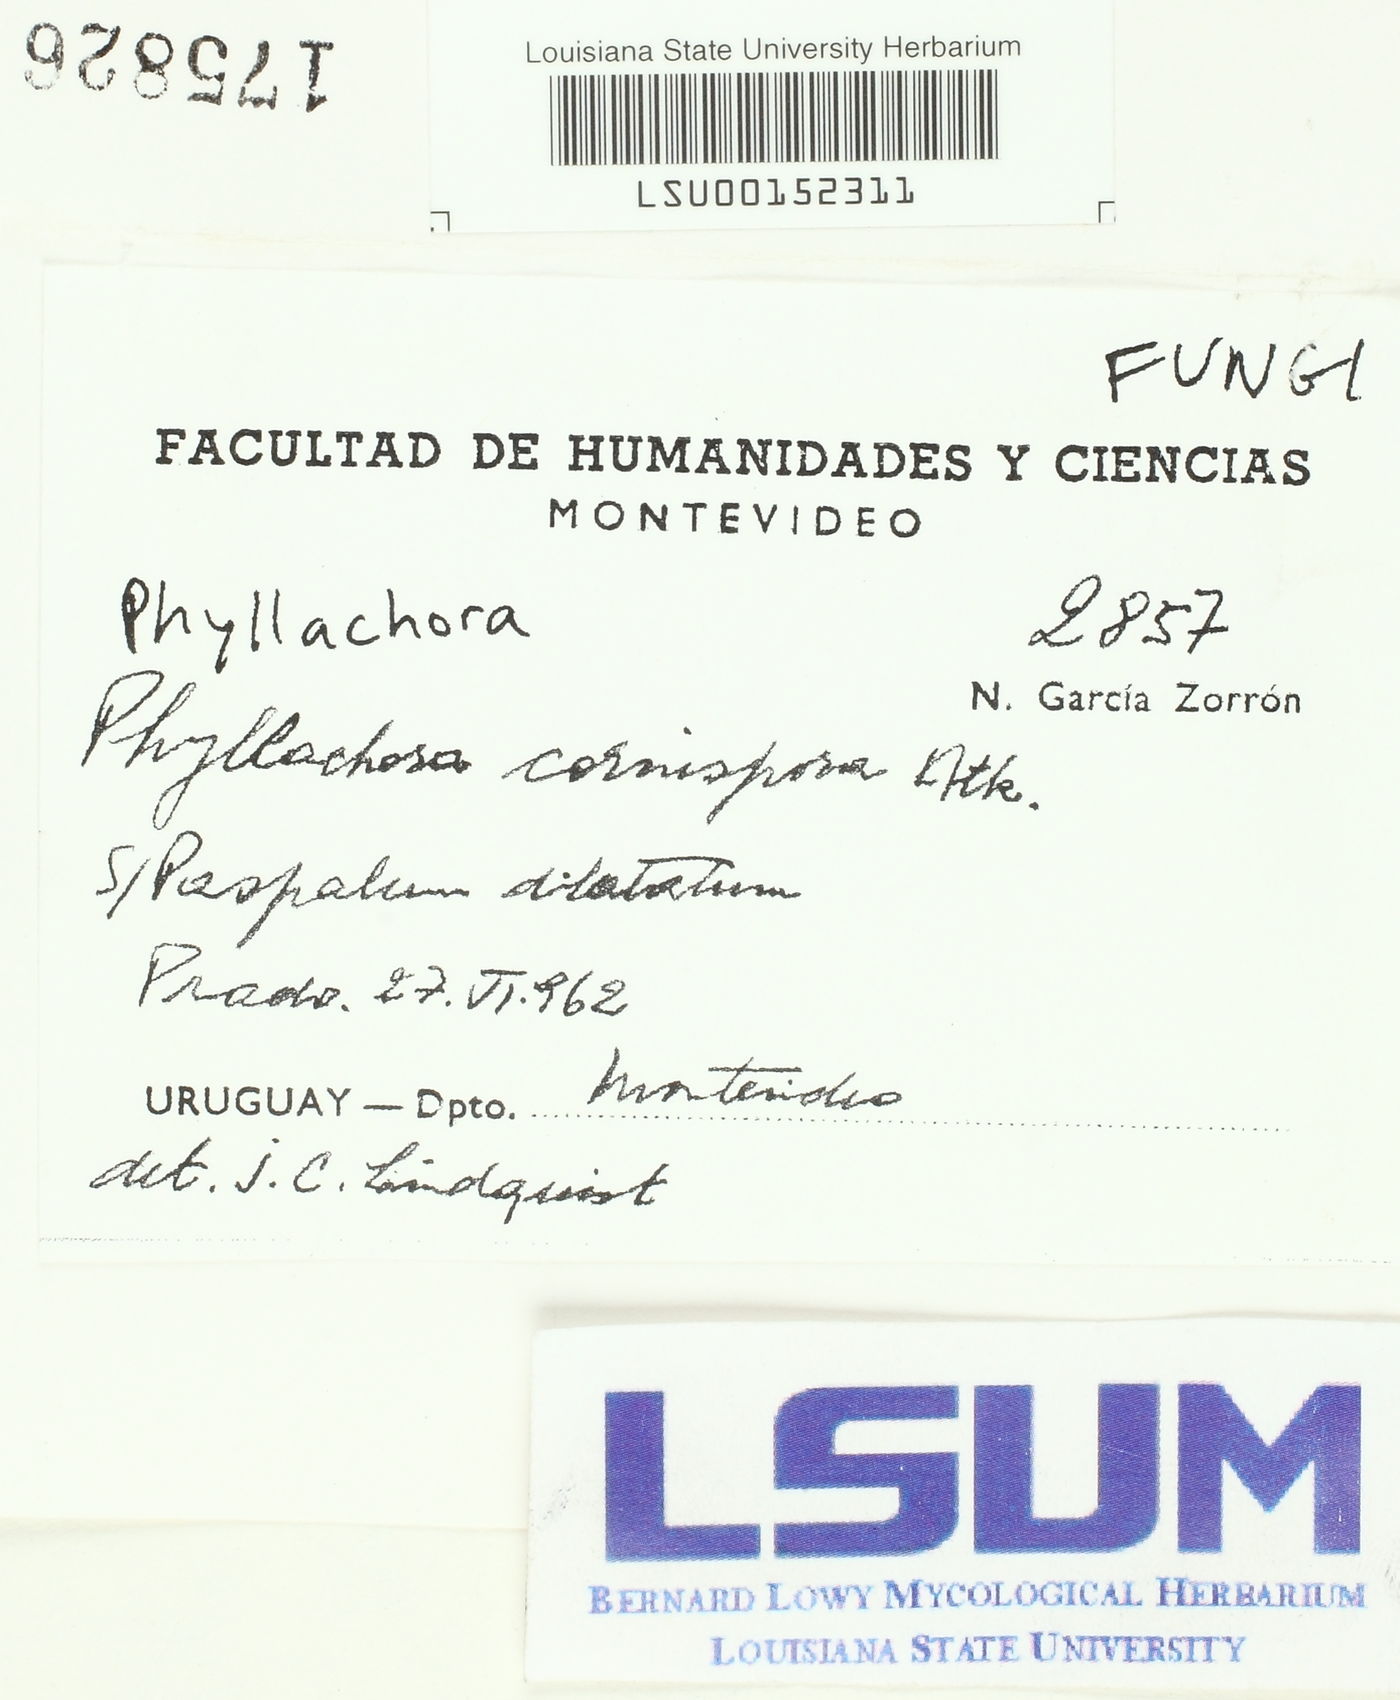 175826
Louisiana State University Herbarium
LSU00152311
FUNGI
FACULTAD DE HUMANIDADES Y CIENCIAS
MONTEVIDEO
Phyllachora
2857
N. García Zorrón
Phyllachora cornispora Atk.
S/Paspalum dilatatum
Prado. 27.VI.962
URUGUAY — Dpto. Montevideo
det. J. C. Lindquist
LSUM
BERNARD LOWY MYCOLOGICAL HERBARIUM
LOUISIANA STATE UNIVERSITY